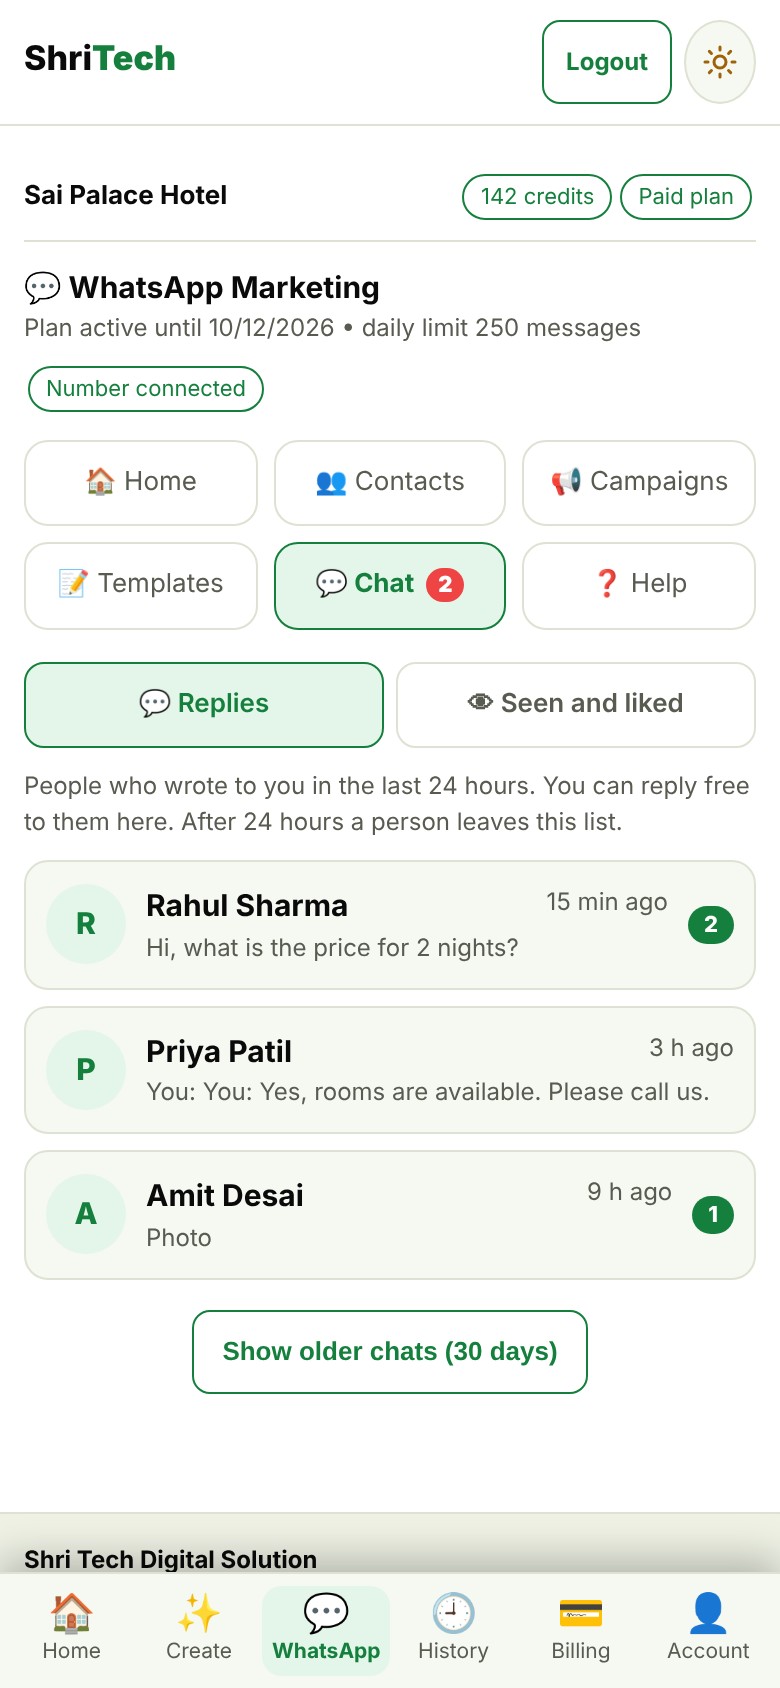 ShriTech
Logout
Sai Palace Hotel
142 credits
Paid plan
💬 WhatsApp Marketing
Plan active until 10/12/2026 • daily limit 250 messages
Number connected
🏠 Home
👥 Contacts
📢 Campaigns
📝 Templates
💬 Chat 2
❓ Help
💬 Replies
👁 Seen and liked
People who wrote to you in the last 24 hours. You can reply free
to them here. After 24 hours a person leaves this list.
R
Rahul Sharma
15 min ago
Hi, what is the price for 2 nights?
2
P
Priya Patil
3 h ago
You: You: Yes, rooms are available. Please call us.
A
Amit Desai
9 h ago
Photo
1
Show older chats (30 days)
Shri Tech Digital Solution
Home
Create
WhatsApp
History
Billing
Account